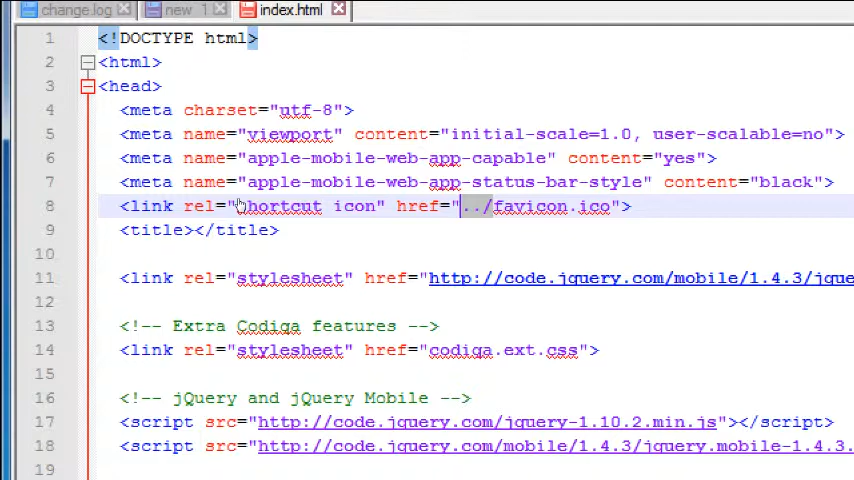 change.log new 1 index.html
1 <!DOCTYPE html>
2 <html>
3 <head>
4 <meta charset="utf-8">
5 <meta name="viewport" content="initial-scale=1.0, user-scalable=no">
6 <meta name="apple-mobile-web-app-capable" content="yes">
7 <meta name="apple-mobile-web-app-status-bar-style" content="black">
8 <link rel="shortcut icon" href="../favicon.ico">
9 <title></title>
10
11 <link rel="stylesheet" href="http://code.jquery.com/mobile/1.4.3/jque
12
13 <!-- Extra Codiqa features -->
14 <link rel="stylesheet" href="codiqa.ext.css">
15
16 <!-- jQuery and jQuery Mobile -->
17 <script src="http://code.jquery.com/jquery-1.10.2.min.js"></script>
18 <script src="http://code.jquery.com/mobile/1.4.3/jquery.mobile-1.4.3.
19